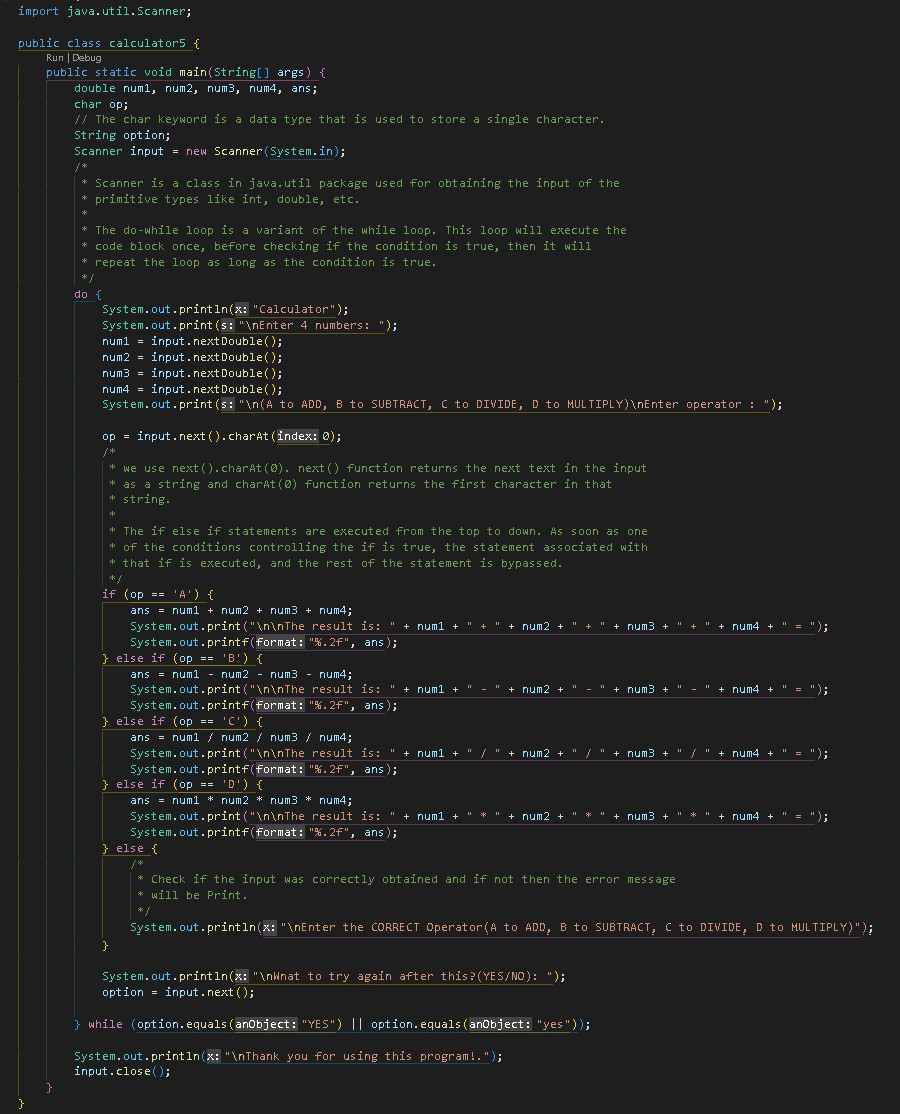 import java.util.Scanner;
public class calculator5 {
Run | Debug
public static void main(String[] args) {
double num1, num2, num3, num4, ans;
char op;
// The char keyword is a data type that is used to store a single character.
String option;
Scanner input = new Scanner(System.in);
/*
* Scanner is a class in java.util package used for obtaining the input of the
* primitive types like int, double, etc.
*
* The do-while loop is a variant of the while loop. This loop will execute the
* code block once, before checking if the condition is true, then it will
* repeat the loop as long as the condition is true.
*/
do {
System.out.println(x: "Calculator");
System.out.print(s: "\nEnter 4 numbers: ");
num1 = input.nextDouble();
num2 = input.nextDouble();
num3 = input.nextDouble();
num4 = input.nextDouble();
System.out.print(s: "\n(A to ADD, B to SUBTRACT, C to DIVIDE, D to MULTIPLY)\nEnter operator : ");
op = input.next().charAt(index: 0);
/*
* we use next().charAt(0). next() function returns the next text in the input
* as a string and charAt(0) function returns the first character in that
* string.
*
* The if else if statements are executed from the top to down. As soon as one
* of the conditions controlling the if is true, the statement associated with
* that if is executed, and the rest of the statement is bypassed.
*/
if (op == 'A') {
ans = num1 + num2 + num3 + num4;
System.out.print("\n\nThe result is: " + num1 + " + " + num2 + " + " + num3 + " + " + num4 + " = ");
System.out.printf(format: "%.2f", ans);
} else if (op == 'B') {
ans = num1 - num2 - num3 - num4;
System.out.print("\n\nThe result is: " + num1 + " - " + num2 + " - " + num3 + " - " + num4 + " = ");
System.out.printf(format: "%.2f", ans);
} else if (op == 'C') {
ans = num1 / num2 / num3 / num4;
System.out.print("\n\nThe result is: " + num1 + " / " + num2 + " / " + num3 + " / " + num4 + " = ");
System.out.printf(format: "%.2f", ans);
} else if (op == 'D') {
ans = num1 * num2 * num3 * num4;
System.out.print("\n\nThe result is: " + num1 + " * " + num2 + " * " + num3 + " * " + num4 + " = ");
System.out.printf(format: "%.2f", ans);
} else {
/*
* Check if the input was correctly obtained and if not then the error message
* will be Print.
*/
System.out.println(x: "\nEnter the CORRECT Operator(A to ADD, B to SUBTRACT, C to DIVIDE, D to MULTIPLY)");
}
System.out.println(x: "\nWnat to try again after this?(YES/NO): ");
option = input.next();
} while (option.equals(anObject: "YES") || option.equals(anObject: "yes"));
System.out.println(x: "\nThank you for using this program!.");
input.close();
}
}